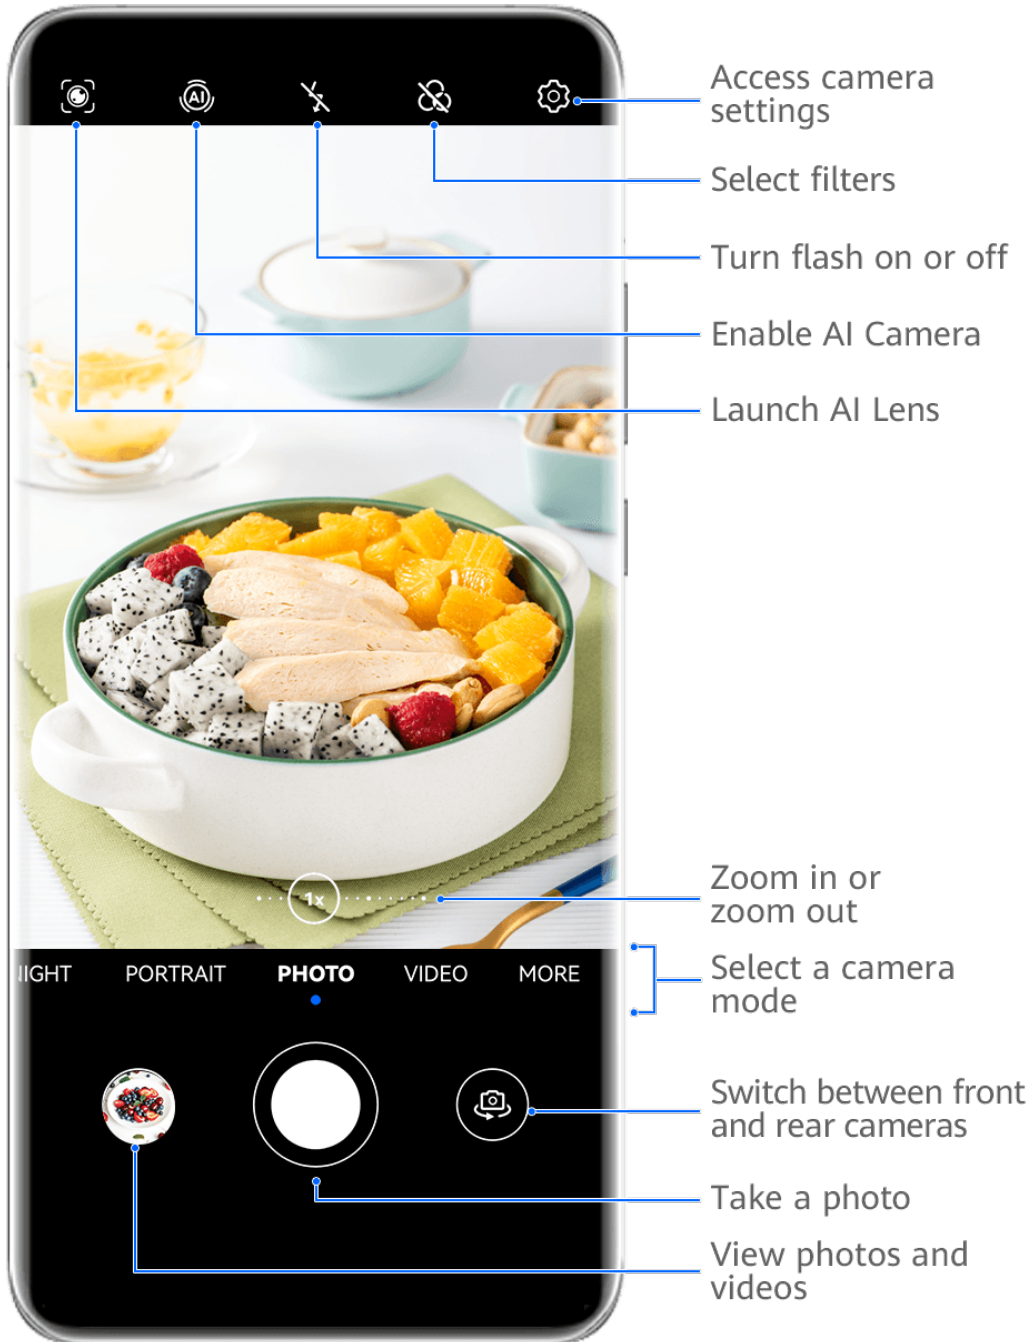 AI
Access camera
settings
Select filters
Turn flash on or off
Enable AI Camera
Launch AI Lens
1x
Zoom in or
zoom out
PORTRAIT PHOTO VIDEO MORE
Select a camera
mode
Switch between front
and rear cameras
Take a photo
View photos and
videos